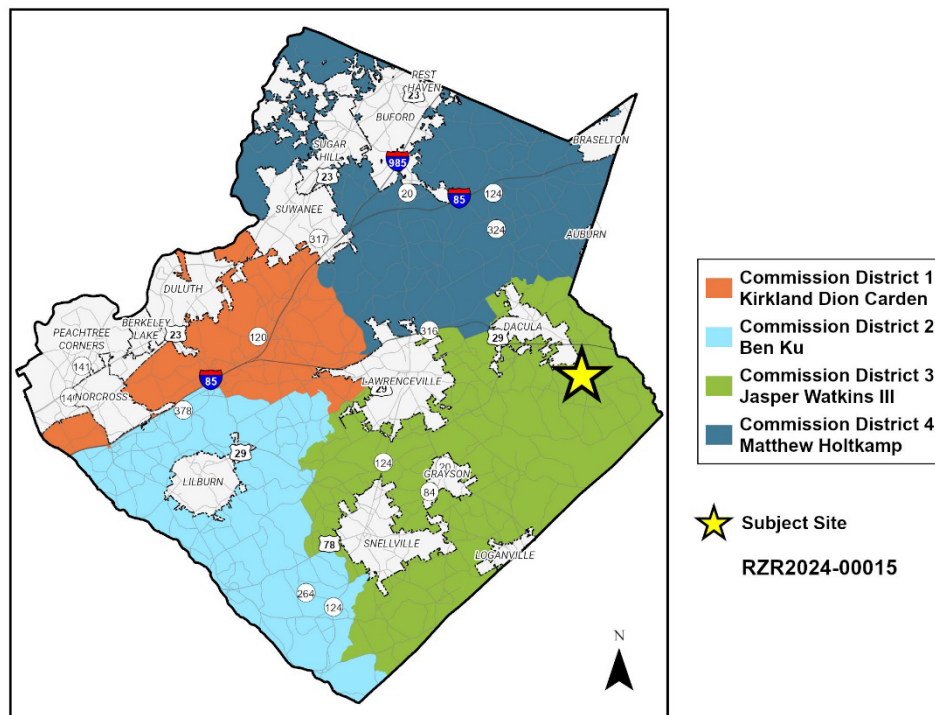 REST
HAVEN
23
BUFORD
BRASELTON
SUGAR
HILL
985
23
20
85
124
SUWANEE
324
317
AUBURN
DULUTH
BERKELEY
LAKE
PEACHTREE
CORNERS
23
120
316
DACULA
29
141
LAWRENCEVILLE
29
85
NORCROSS
378
29
LILBURN
124
20
GRAYSON
84
78
SNELLVILLE
LOGANVILLE
264
124
N
Commission District 1
Kirkland Dion Carden
Commission District 2
Ben Ku
Commission District 3
Jasper Watkins III
Commission District 4
Matthew Holtkamp
Subject Site
RZR2024-00015